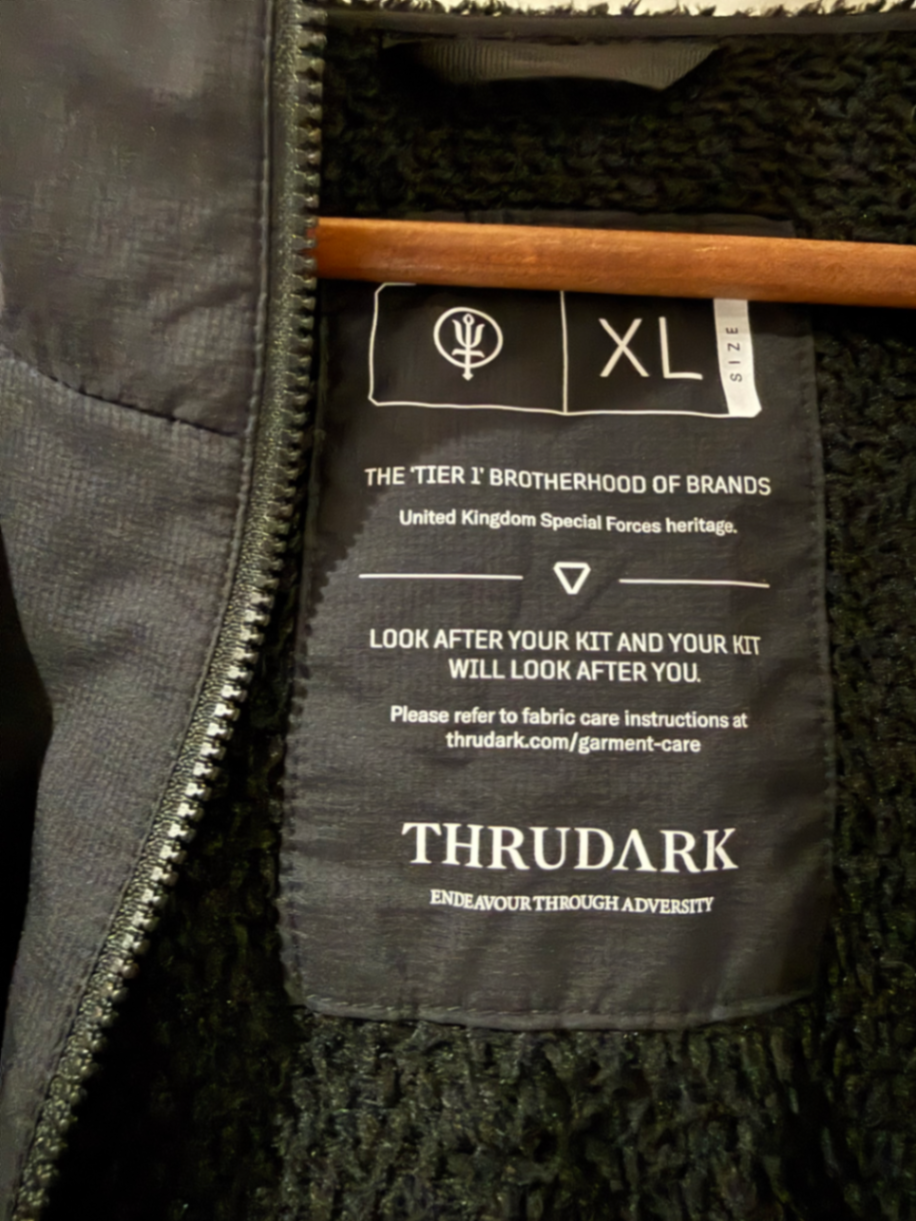 XL
SIZE
THE 'TIER 1' BROTHERHOOD OF BRANDS
United Kingdom Special Forces heritage.
LOOK AFTER YOUR KIT AND YOUR KIT
WILL LOOK AFTER YOU.
Please refer to fabric care instructions at
thrudark.com/garment-care
THRUDΛRK
ENDEAVOUR THROUGH ADVERSITY